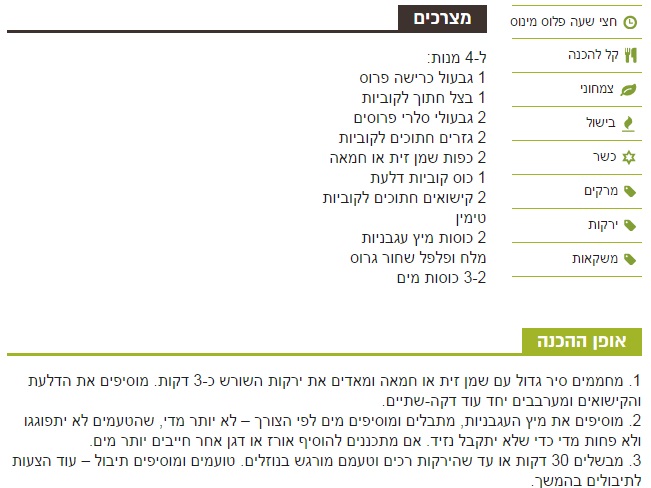 חצי שעה פלוס מינוס
קל להכנה
צמחוני
בישול
כשר
מרקים
ירקות
משקאות
מצרכים
ל-4 מנות:
1 גבעול כרישה פרוס
1 בצל חתוך לקוביות
2 גבעולי סלרי פרוסים
2 גזרים חתוכים לקוביות
2 כפות שמן זית או חמאה
1 כוס קוביות דלעת
2 קישואים חתוכים לקוביות
טימין
2 כוסות מיץ עגבניות
מלח ופלפל שחור גרוס
2-3 כוסות מים
אופן ההכנה
1. מחממים סיר גדול עם שמן זית או חמאה ומאדים את ירקות השורש כ-3 דקות. מוסיפים את הדלעת
והקישואים ומערבבים יחד עוד דקה-שתיים.
2. מוסיפים את מיץ העגבניות, מתבלים ומוסיפים מים לפי הצורך – לא יותר מדי, שהטעמים לא יתפוגגו
ולא פחות מדי כדי שלא יתקבל נזיד. אם מתכננים להוסיף אורז או דגן אחר חייבים יותר מים.
3. מבשלים 30 דקות או עד שהירקות רכים וטעמם מורגש בנוזלים. טועמים ומוסיפים תיבול – עוד הצעות
לתיבולים בהמשך.